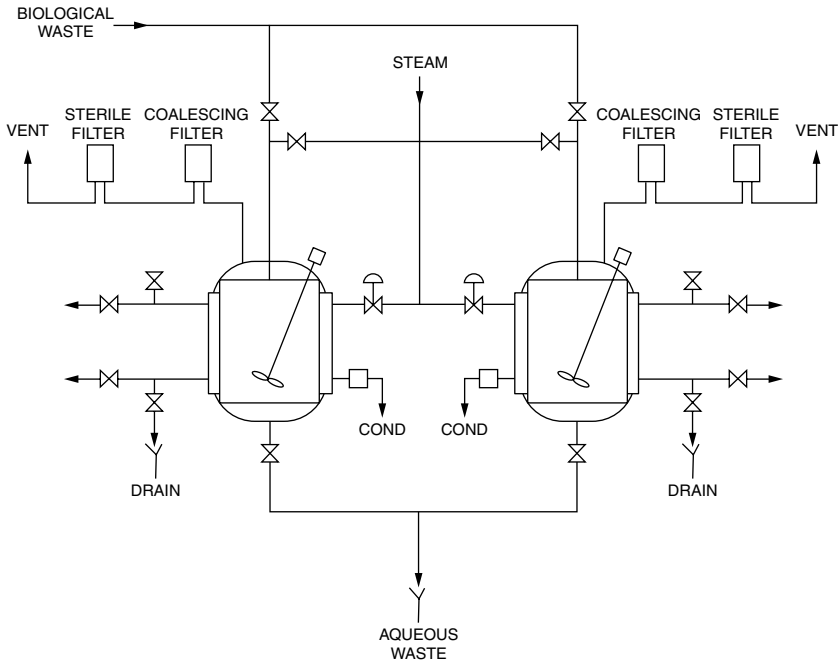 BIOLOGICAL
WASTE
STEAM
STERILE
FILTER
COALESCING
FILTER
VENT
COALESCING
FILTER
STERILE
FILTER
VENT
COND
COND
DRAIN
DRAIN
AQUEOUS
WASTE